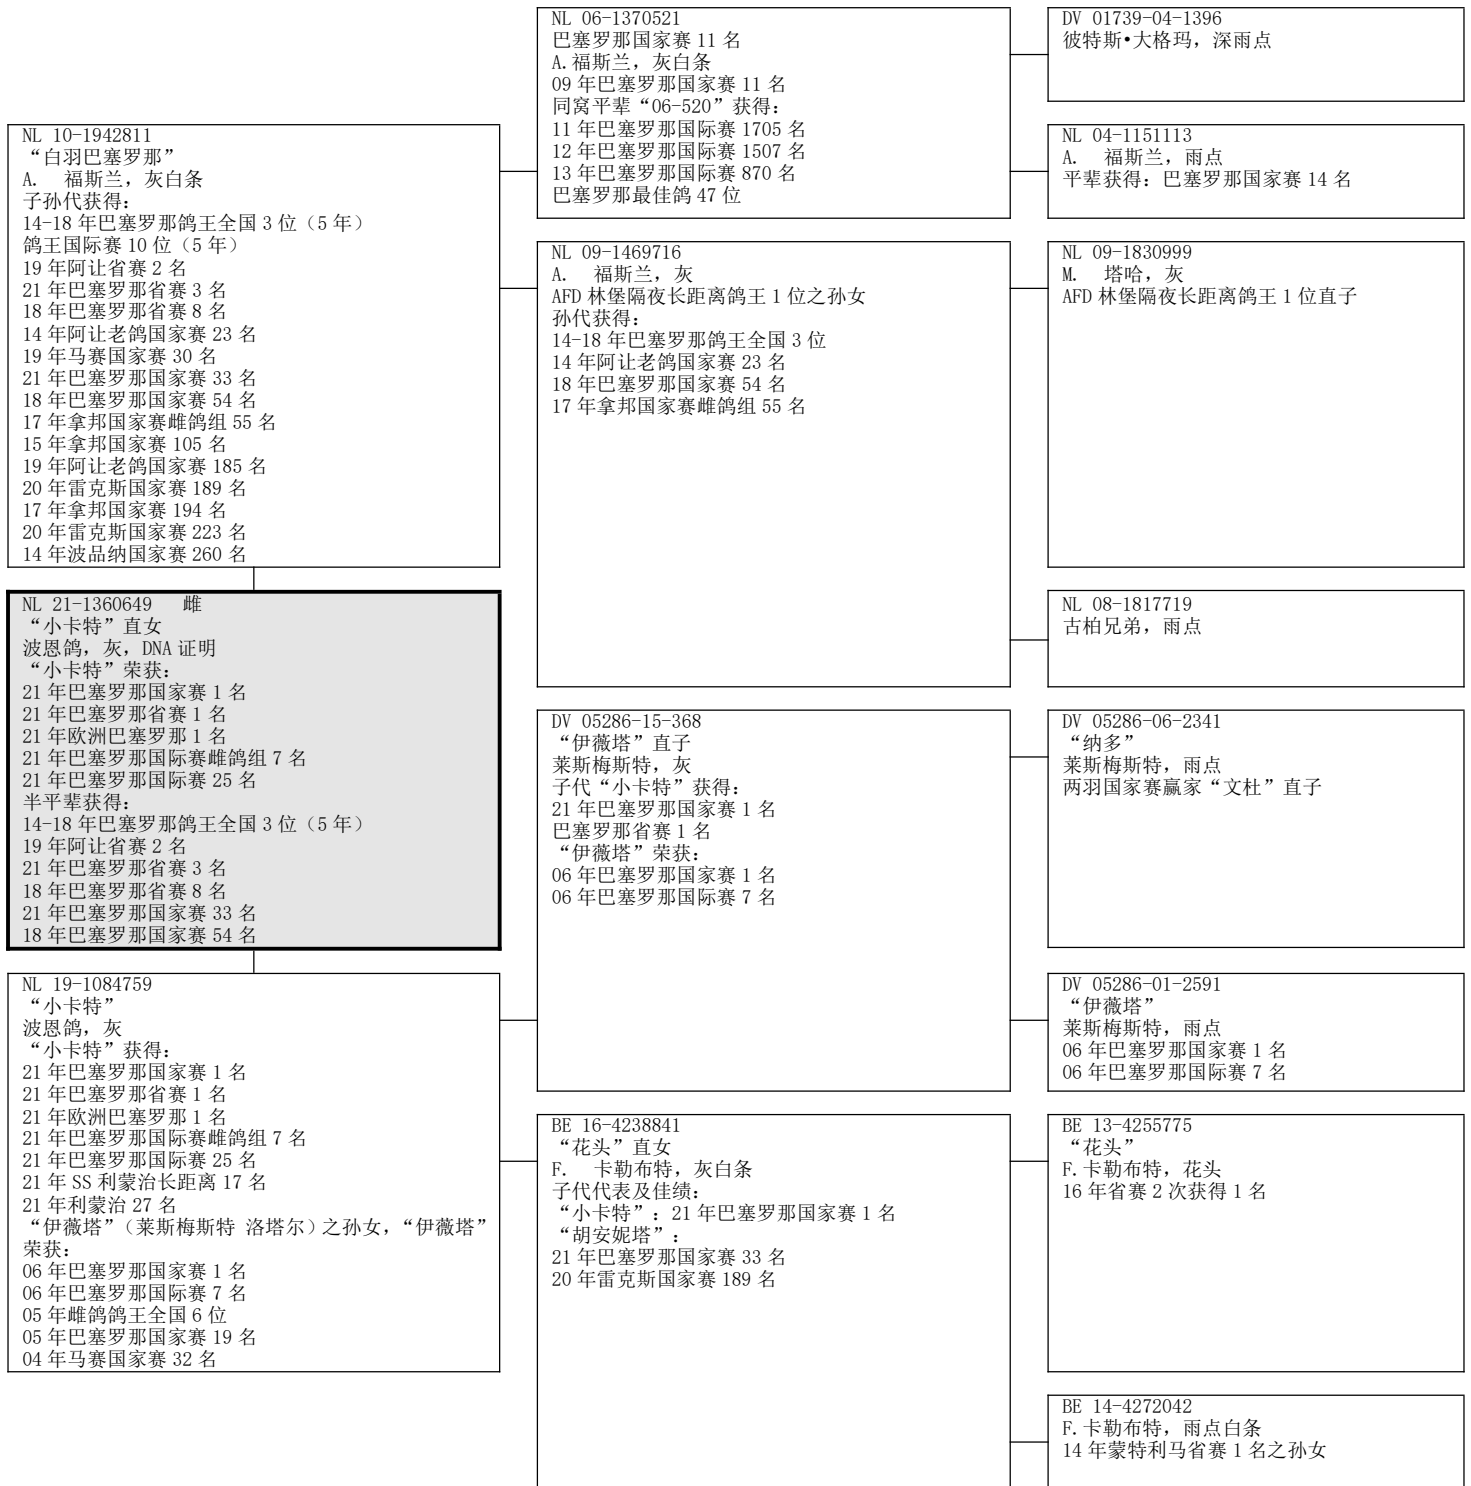 NL 10-1942811
“白羽巴塞罗那”
A. 福斯兰，灰白条
子孙代获得：
14-18 年巴塞罗那鸽王全国 3 位（5 年）
鸽王国际赛 10 位（5 年）
19 年阿让省赛 2 名
21 年巴塞罗那省赛 3 名
18 年巴塞罗那省赛 8 名
14 年阿让老鸽国家赛 23 名
19 年马赛国家赛 30 名
21 年巴塞罗那国家赛 33 名
18 年巴塞罗那国家赛 54 名
17 年拿邦国家赛雌鸽组 55 名
15 年拿邦国家赛 105 名
19 年阿让老鸽国家赛 185 名
20 年雷克斯国家赛 189 名
17 年拿邦国家赛 194 名
20 年雷克斯国家赛 223 名
14 年波品纳国家赛 260 名
NL 21-1360649 雌
“小卡特”直女
波恩鸽，灰，DNA 证明
“小卡特”荣获：
21 年巴塞罗那国家赛 1 名
21 年巴塞罗那省赛 1 名
21 年欧洲巴塞罗那 1 名
21 年巴塞罗那国际赛雌鸽组 7 名
21 年巴塞罗那国际赛 25 名
半平辈获得：
14-18 年巴塞罗那鸽王全国 3 位（5 年）
19 年阿让省赛 2 名
21 年巴塞罗那省赛 3 名
18 年巴塞罗那省赛 8 名
21 年巴塞罗那国家赛 33 名
18 年巴塞罗那国家赛 54 名
NL 19-1084759
“小卡特”
波恩鸽，灰
“小卡特”获得：
21 年巴塞罗那国家赛 1 名
21 年巴塞罗那省赛 1 名
21 年欧洲巴塞罗那 1 名
21 年巴塞罗那国际赛雌鸽组 7 名
21 年巴塞罗那国际赛 25 名
21 年 SS 利蒙治长距离 17 名
21 年利蒙治 27 名
“伊薇塔”（莱斯梅斯特 洛塔尔）之孙女，“伊薇塔”
荣获：
06 年巴塞罗那国家赛 1 名
06 年巴塞罗那国际赛 7 名
05 年雌鸽鸽王全国 6 位
05 年巴塞罗那国家赛 19 名
04 年马赛国家赛 32 名
NL 06-1370521
巴塞罗那国家赛 11 名
A.福斯兰，灰白条
09 年巴塞罗那国家赛 11 名
同窝平辈“06-520”获得：
11 年巴塞罗那国际赛 1705 名
12 年巴塞罗那国际赛 1507 名
13 年巴塞罗那国际赛 870 名
巴塞罗那最佳鸽 47 位
NL 09-1469716
A. 福斯兰，灰
AFD 林堡隔夜长距离鸽王 1 位之孙女
孙代获得：
14-18 年巴塞罗那鸽王全国 3 位
14 年阿让老鸽国家赛 23 名
18 年巴塞罗那国家赛 54 名
17 年拿邦国家赛雌鸽组 55 名
DV 05286-15-368
“伊薇塔”直子
莱斯梅斯特，灰
子代“小卡特”获得：
21 年巴塞罗那国家赛 1 名
巴塞罗那省赛 1 名
“伊薇塔”荣获：
06 年巴塞罗那国家赛 1 名
06 年巴塞罗那国际赛 7 名
BE 16-4238841
“花头”直女
F. 卡勒布特，灰白条
子代代表及佳绩：
“小卡特”：21 年巴塞罗那国家赛 1 名
“胡安妮塔”：
21 年巴塞罗那国家赛 33 名
20 年雷克斯国家赛 189 名
DV 01739-04-1396
彼特斯•大格玛，深雨点
NL 04-1151113
A. 福斯兰，雨点
平辈获得：巴塞罗那国家赛 14 名
NL 09-1830999
M. 塔哈，灰
AFD 林堡隔夜长距离鸽王 1 位直子
NL 08-1817719
古柏兄弟，雨点
DV 05286-06-2341
“纳多”
莱斯梅斯特，雨点
两羽国家赛赢家“文杜”直子
DV 05286-01-2591
“伊薇塔”
莱斯梅斯特，雨点
06 年巴塞罗那国家赛 1 名
06 年巴塞罗那国际赛 7 名
BE 13-4255775
“花头”
F.卡勒布特，花头
16 年省赛 2 次获得 1 名
BE 14-4272042
F.卡勒布特，雨点白条
14 年蒙特利马省赛 1 名之孙女